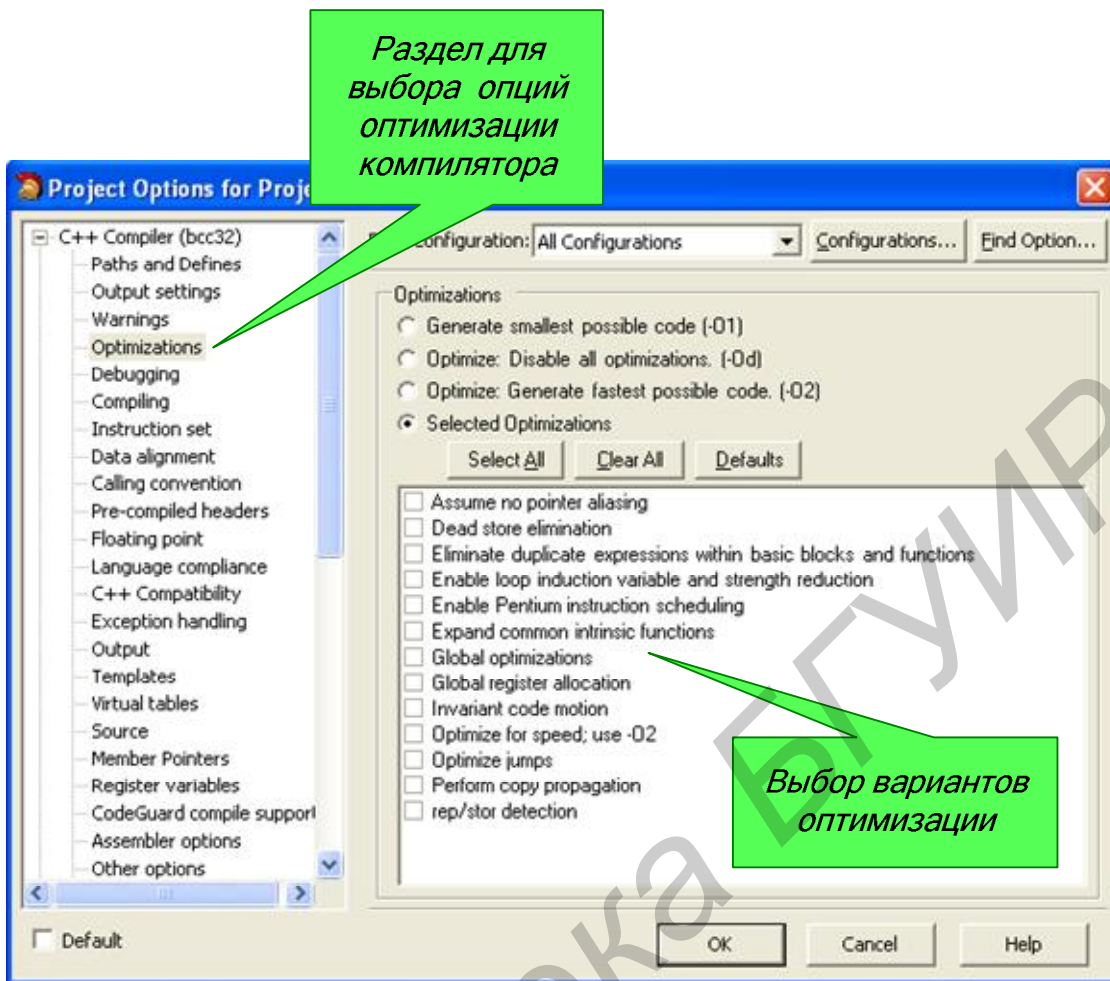 Раздел для
выбора опций
оптимизации
компилятора
Project Options for Proje
C++ Compiler (bcc32)
Paths and Defines
Output settings
Warnings
Optimizations
Debugging
Compiling
Instruction set
Data alignment
Calling convention
Pre-compiled headers
Floating point
Language compliance
C++ Compatibility
Exception handling
Output
Templates
Virtual tables
Source
Member Pointers
Register variables
CodeGuard compile support
Assembler options
Other options
Default
Configuration: All Configurations Configurations... Find Option...
Optimizations
Generate smallest possible code (-O1)
Optimize: Disable all optimizations. (-Od)
Optimize: Generate fastest possible code. (-O2)
Selected Optimizations
Select All Clear All Defaults
Assume no pointer aliasing
Dead store elimination
Eliminate duplicate expressions within basic blocks and functions
Enable loop induction variable and strength reduction
Enable Pentium instruction scheduling
Expand common intrinsic functions
Global optimizations
Global register allocation
Invariant code motion
Optimize for speed; use -O2
Optimize jumps
Perform copy propagation
rep/stor detection
Выбор вариантов
оптимизации
OK Cancel Help
ека БГУИР